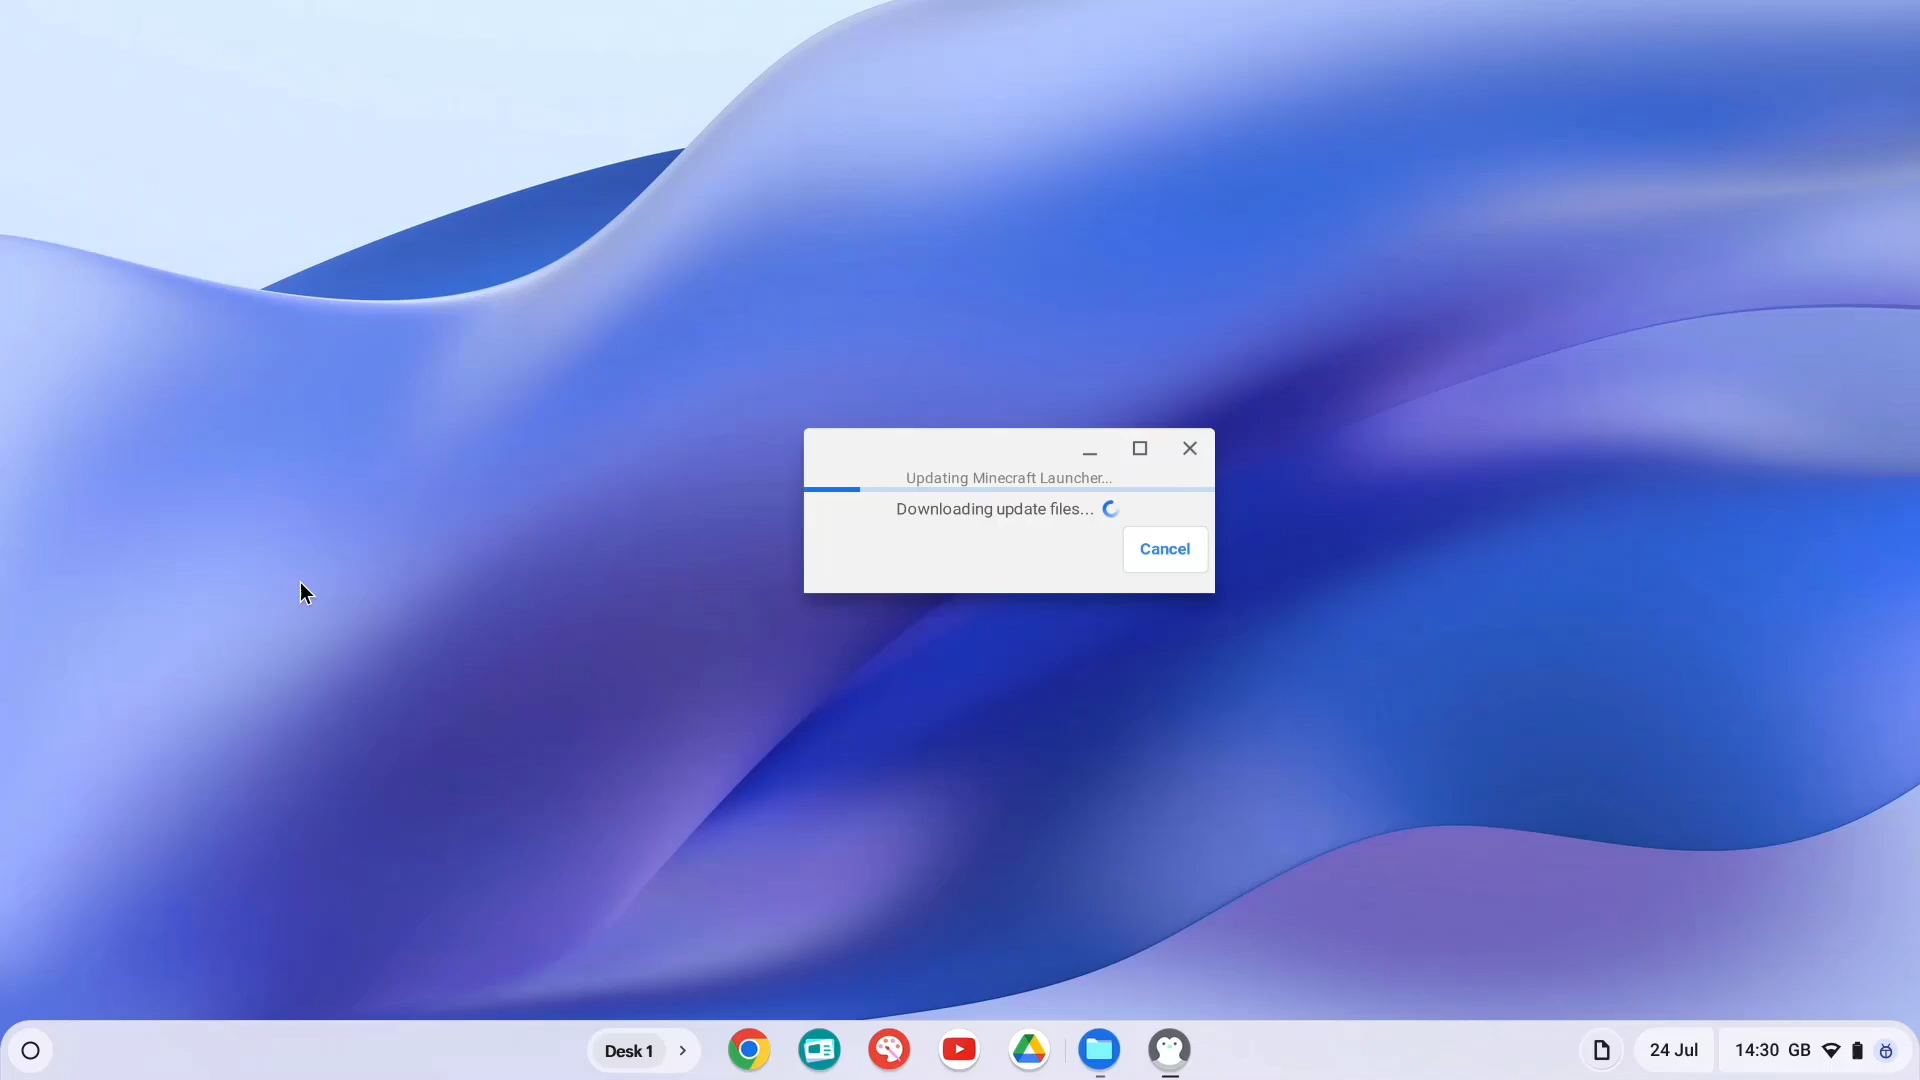 Updating Minecraft Launcher...
Downloading update files...
Cancel
Desk 1
24 Jul
14:30 GB